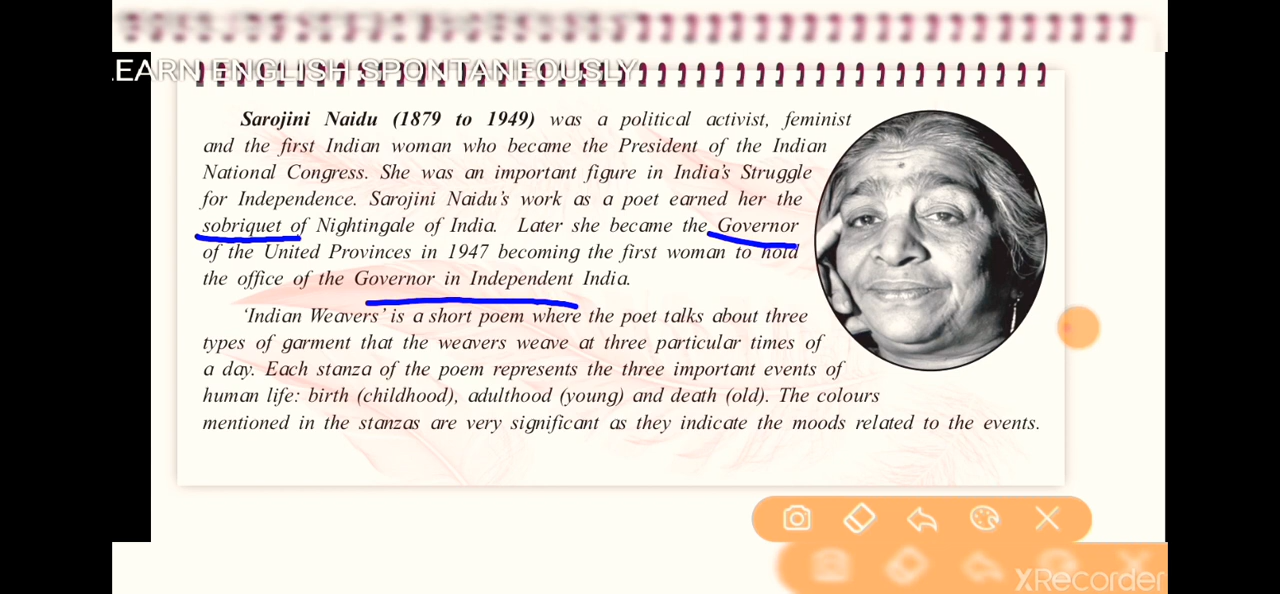 EARN ENGLISH SPONTANEOUSLY
Sarojini Naidu (1879 to 1949) was a political activist, feminist
and the first Indian woman who became the President of the Indian
National Congress. She was an important figure in India's Struggle
for Independence. Sarojini Naidu's work as a poet earned her the
sobriquet of Nightingale of India. Later she became the Governor
of the United Provinces in 1947 becoming the first woman to hold
the office of the Governor in Independent India.
'Indian Weavers' is a short poem where the poet talks about three
types of garment that the weavers weave at three particular times of
a day. Each stanza of the poem represents the three important events of
human life: birth (childhood), adulthood (young) and death (old). The colours
mentioned in the stanzas are very significant as they indicate the moods related to the events.
XRecorder